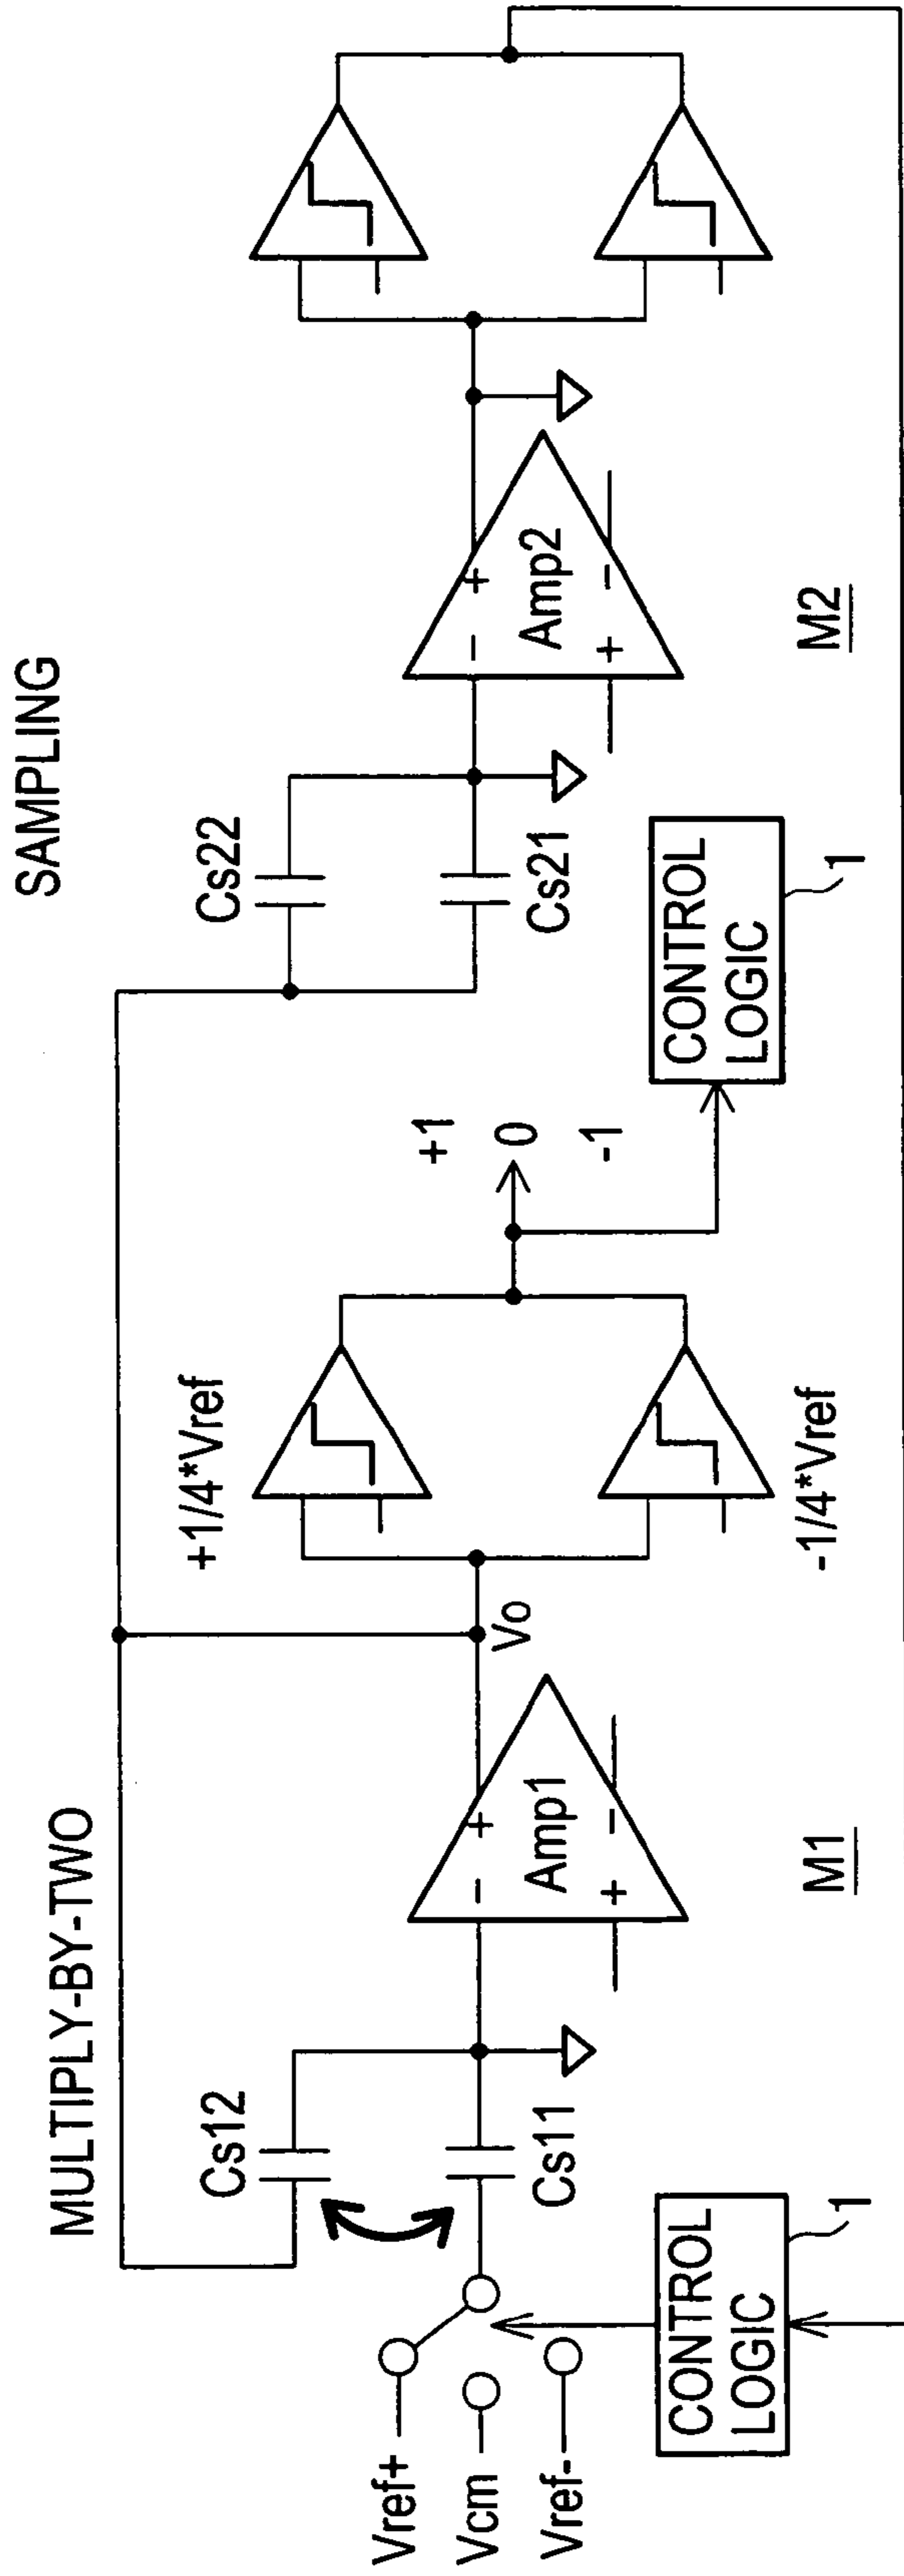 MULTIPLY-BY-TWO
SAMPLING
Cs12
Cs11
Vref+
Vcm
Vref-
CONTROL
LOGIC
1
-
+
Amp1
+
-
M1
Vo
+1/4*Vref
-1/4*Vref
+1
0
-1
CONTROL
LOGIC
1
Cs22
Cs21
-
+
Amp2
+
-
M2